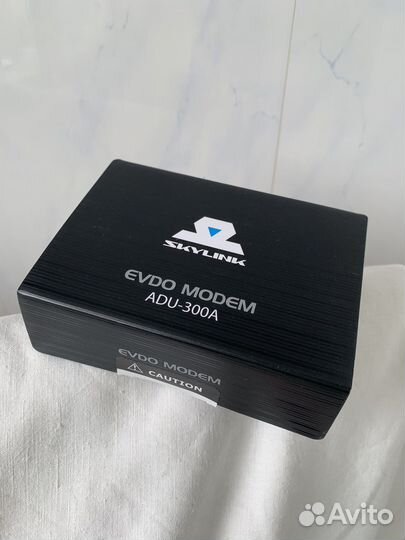 SKYLINK
EVDO MODEM
ADU-300A
EVDO MODEM
⚠ CAUTION
Avito